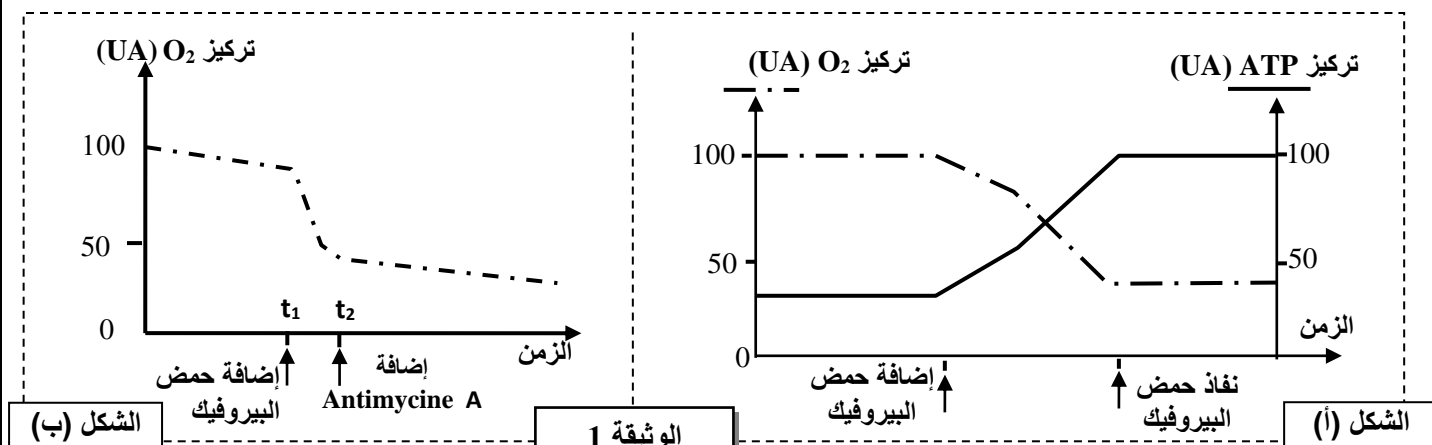 تركيز O₂ (UA)
تركيز ATP (UA)
100
50
0
100
50
الزمن
إضافة حمض
البيروفيك
نفاذ حمض
البيروفيك
الشكل (أ)
تركيز O₂ (UA)
100
50
0
t₁
t₂
الزمن
إضافة حمض
البيروفيك
إضافة
Antimycine A
الشكل (ب)
الوثيقة 1